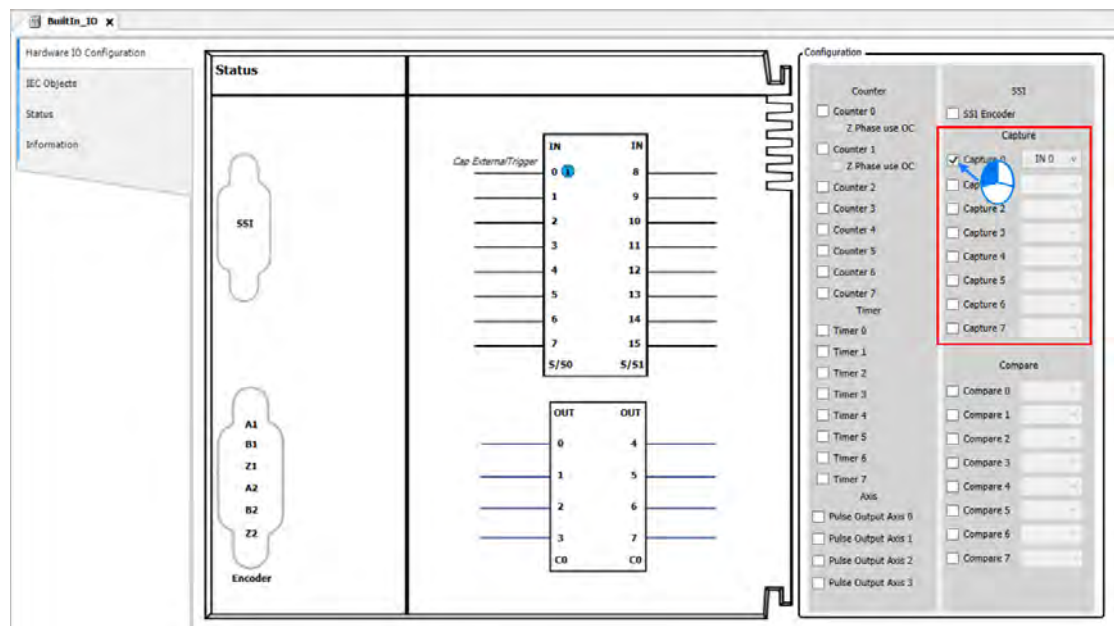 BuiltIn_IO x
Hardware IO Configuration
IEC Objects
Status
Information
Status
SSI
A1
B1
Z1
A2
B2
Z2
Encoder
Cap External/Trigger
IN IN
0 i 8
1 9
2 10
3 11
4 12
5 13
6 14
7 15
S/S0 S/S1
OUT OUT
0 4
1 5
2 6
3 7
C0 C0
Configuration
Counter
Counter 0
Z Phase use OC
Counter 1
Z Phase use OC
Counter 2
Counter 3
Counter 4
Counter 5
Counter 6
Counter 7
Timer
Timer 0
Timer 1
Timer 2
Timer 3
Timer 4
Timer 5
Timer 6
Timer 7
Axis
Pulse Output Axis 0
Pulse Output Axis 1
Pulse Output Axis 2
Pulse Output Axis 3
SSI
SSI Encoder
Capture
Capture 0 IN 0
Capture 2
Capture 3
Capture 4
Capture 5
Capture 6
Capture 7
Compare
Compare 0
Compare 1
Compare 2
Compare 3
Compare 4
Compare 5
Compare 6
Compare 7